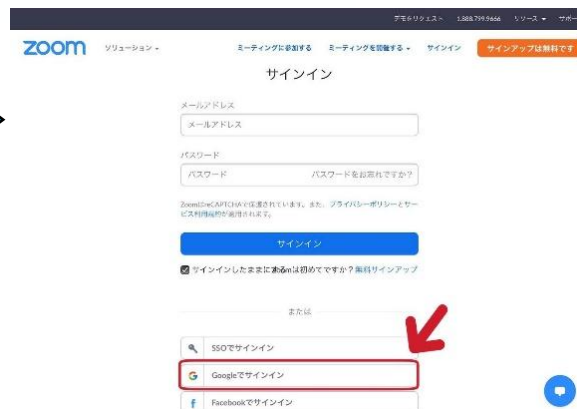 デモをリクエスト 1.888.799.9666 リソース サポー
zoom ソリューション ミーティングに参加する ミーティングを開催する サインイン サインアップは無料です
サインイン
メールアドレス
メールアドレス
パスワード
パスワード パスワードをお忘れですか?
ZoomはreCAPTCHAで保護されています。また、プライバシーポリシーとサー
ビス利用規約が適用されます。
サインイン
サインインしたままにするZoomは初めてですか?無料サインアップ
または
SSOでサインイン
Googleでサインイン
Facebookでサインイン